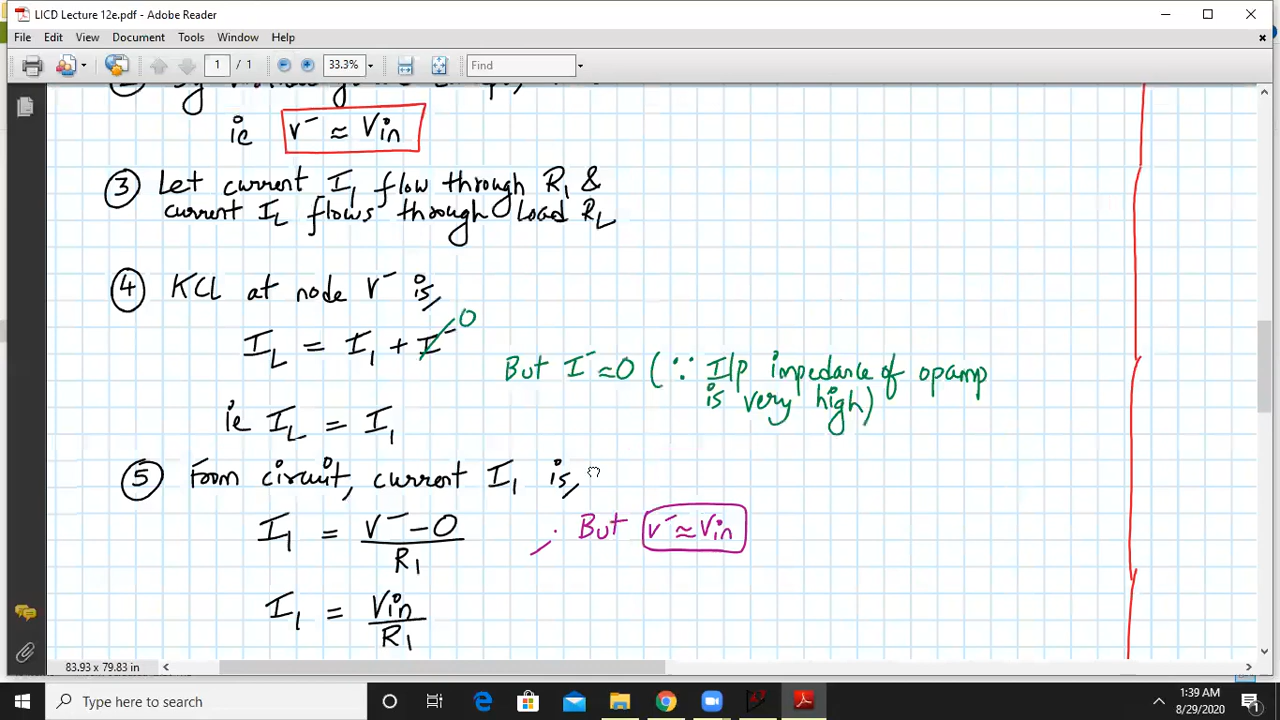 LICD Lecture 12e.pdf - Adobe Reader
File Edit View Document Tools Window Help
1 / 1 33.3% Find
ie V⁻ ≈ Vin
③ Let current I₁ flow through R₁ &
current I_L flows through load R_L
④ KCL at node V⁻ is,
I_L = I₁ + I⁻ 0
But I⁻ ≈ 0 (∵ I/p impedance of opamp
is very high)
ie I_L = I₁
⑤ From circuit, current I₁ is,
I₁ = V⁻ - 0 / R₁ , But V⁻ ≈ Vin
I₁ = Vin / R₁
83.93 x 79.83 in
Type here to search
1:39 AM
8/29/2020